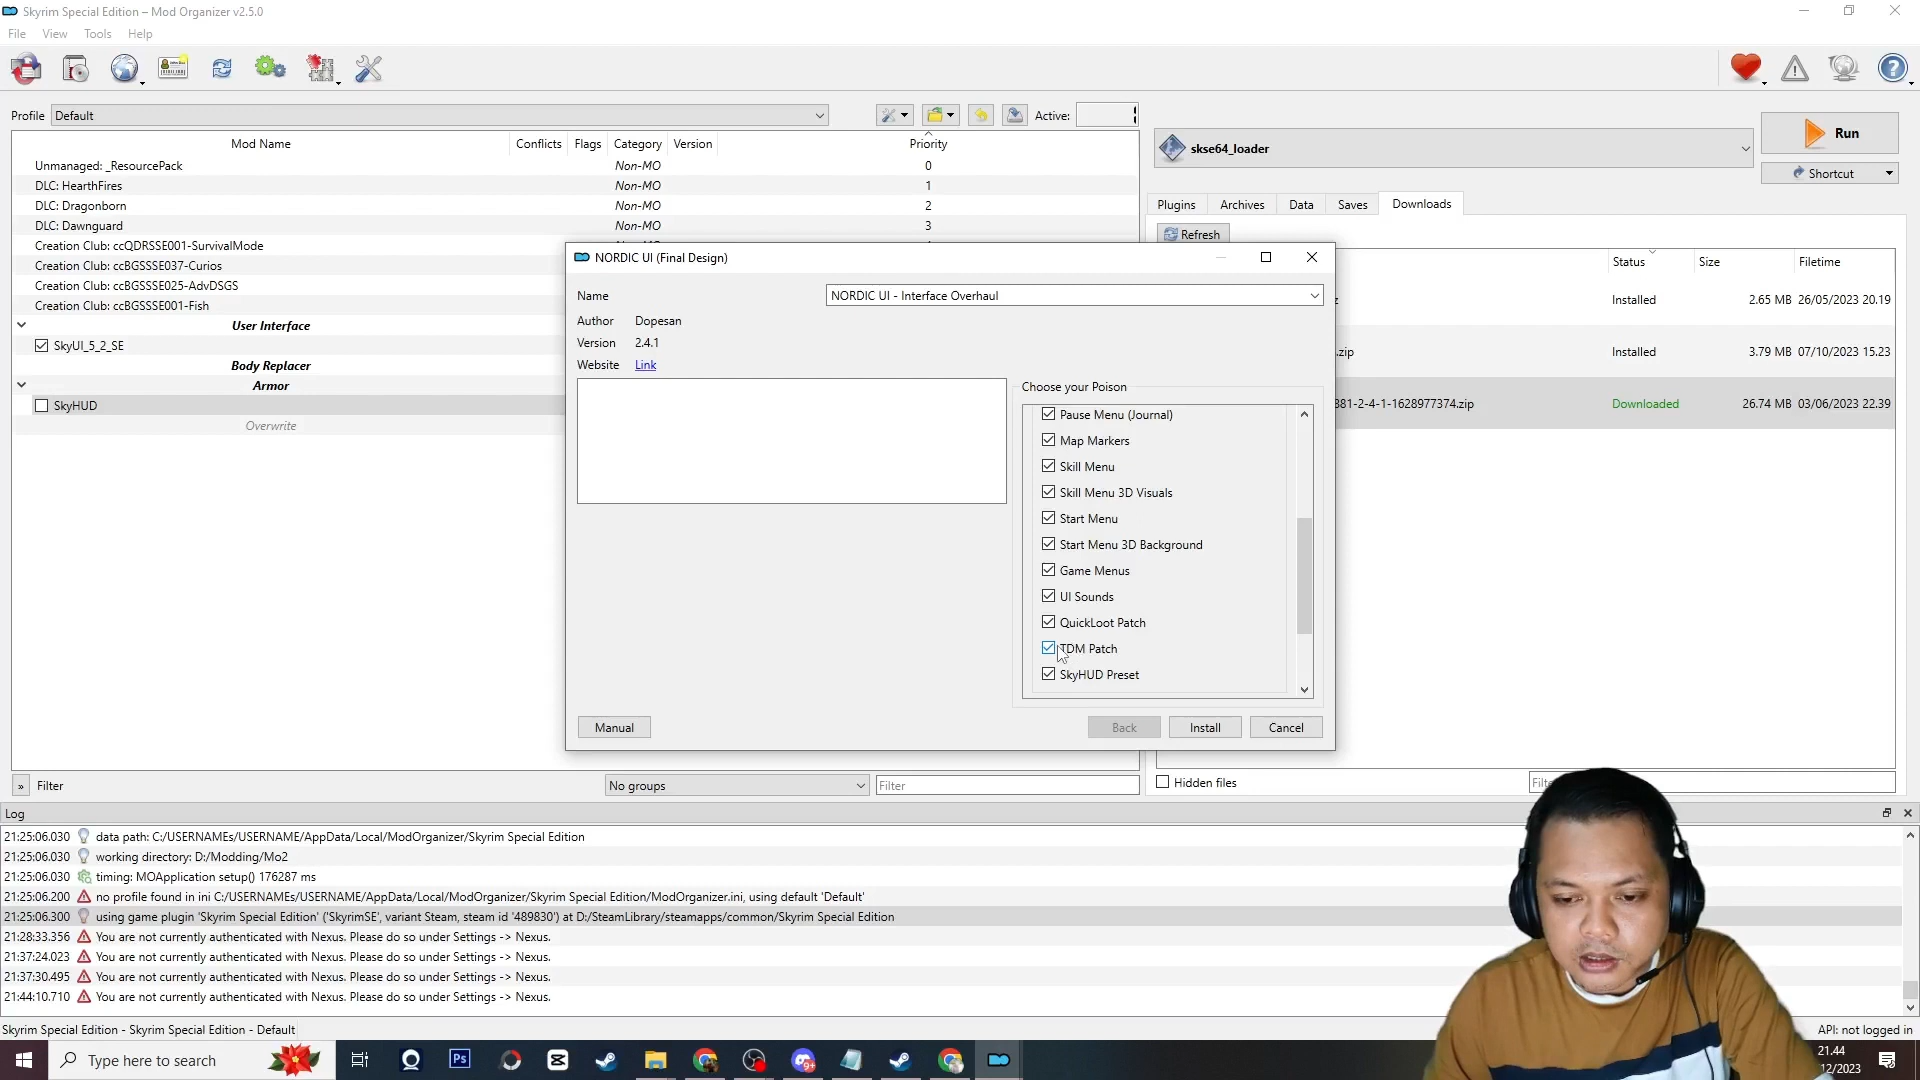 Skyrim Special Edition – Mod Organizer v2.5.0
File View Tools Help
Profile Default Active:
Mod Name Conflicts Flags Category Version Priority
Unmanaged: _ResourcePack Non-MO 0
DLC: HearthFires Non-MO 1
DLC: Dragonborn Non-MO 2
DLC: Dawnguard Non-MO 3
Creation Club: ccQDRSSE001-SurvivalMode
Creation Club: ccBGSSSE037-Curios
Creation Club: ccBGSSSE025-AdvDSGS
Creation Club: ccBGSSSE001-Fish
User Interface
SkyUI_5_2_SE
Body Replacer
Armor
SkyHUD
Overwrite
» Filter No groups Filter
skse64_loader
Run
Shortcut
Plugins Archives Data Saves Downloads
Refresh
Status Size Filetime
Installed 2.65 MB 26/05/2023 20.19
.zip Installed 3.79 MB 07/10/2023 15.23
381-2-4-1-1628977374.zip Downloaded 26.74 MB 03/06/2023 22.39
Hidden files
NORDIC UI (Final Design)
Name NORDIC UI - Interface Overhaul
Author Dopesan
Version 2.4.1
Website Link
Choose your Poison
Pause Menu (Journal)
Map Markers
Skill Menu
Skill Menu 3D Visuals
Start Menu
Start Menu 3D Background
Game Menus
UI Sounds
QuickLoot Patch
TDM Patch
SkyHUD Preset
Manual Back Install Cancel
Log
21:25:06.030 data path: C:/USERNAMEs/USERNAME/AppData/Local/ModOrganizer/Skyrim Special Edition
21:25:06.030 working directory: D:/Modding/Mo2
21:25:06.030 timing: MOApplication setup() 176287 ms
21:25:06.200 no profile found in ini C:/USERNAMEs/USERNAME/AppData/Local/ModOrganizer/Skyrim Special Edition/ModOrganizer.ini, using default 'Default'
21:25:06.300 using game plugin 'Skyrim Special Edition' ('SkyrimSE', variant Steam, steam id '489830') at D:/SteamLibrary/steamapps/common/Skyrim Special Edition
21:28:33.356 You are not currently authenticated with Nexus. Please do so under Settings -> Nexus.
21:37:24.023 You are not currently authenticated with Nexus. Please do so under Settings -> Nexus.
21:37:30.495 You are not currently authenticated with Nexus. Please do so under Settings -> Nexus.
21:44:10.710 You are not currently authenticated with Nexus. Please do so under Settings -> Nexus.
Skyrim Special Edition - Skyrim Special Edition - Default API: not logged in
Type here to search
Ps
21.44
12/2023